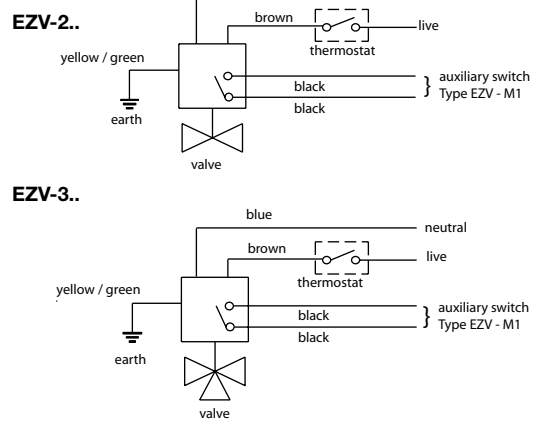 EZV-2..
brown
live
thermostat
yellow / green
auxiliary switch
Type EZV - M1
}
black
black
earth
valve
EZV-3..
blue
neutral
brown
live
thermostat
yellow / green
auxiliary switch
Type EZV - M1
}
black
black
earth
valve